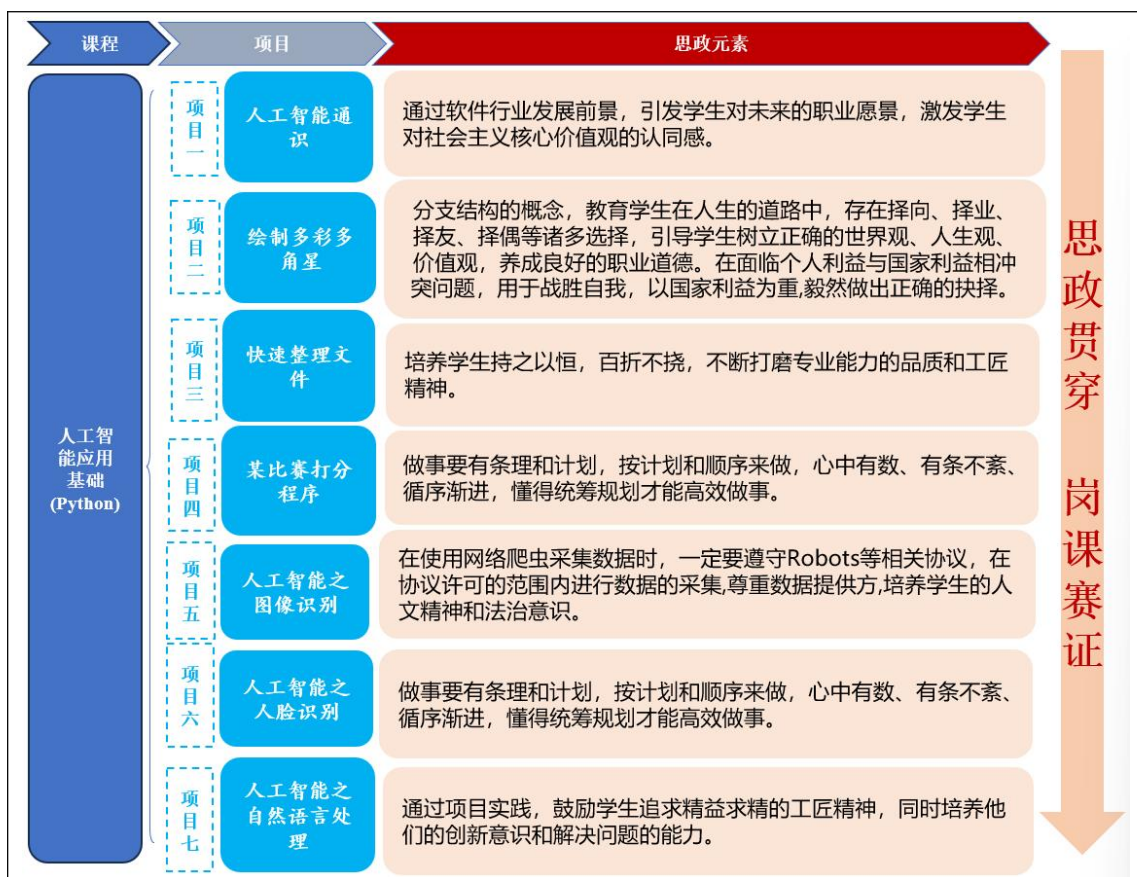 课程
项目
思政元素
人工智
能应用
基础
(Python)
项目一
人工智能通
识
通过软件行业发展前景，引发学生对未来的职业愿景，激发学生
对社会主义核心价值观的认同感。
项目二
绘制多彩多
角星
分支结构的概念，教育学生在人生的道路中，存在择向、择业、
择友、择偶等诸多选择，引导学生树立正确的世界观、人生观、
价值观，养成良好的职业道德。在面临个人利益与国家利益相冲
突问题，用于战胜自我，以国家利益为重,毅然做出正确的抉择。
项目三
快速整理文
件
培养学生持之以恒，百折不挠，不断打磨专业能力的品质和工匠
精神。
项目四
某比赛打分
程序
做事要有条理和计划，按计划和顺序来做，心中有数、有条不紊、
循序渐进，懂得统筹规划才能高效做事。
项目五
人工智能之
图像识别
在使用网络爬虫采集数据时，一定要遵守Robots等相关协议，在
协议许可的范围内进行数据的采集,尊重数据提供方,培养学生的人
文精神和法治意识。
项目六
人工智能之
人脸识别
做事要有条理和计划，按计划和顺序来做，心中有数、有条不紊、
循序渐进，懂得统筹规划才能高效做事。
项目七
人工智能之
自然语言处
理
通过项目实践，鼓励学生追求精益求精的工匠精神，同时培养他
们的创新意识和解决问题的能力。
思政贯穿 岗课赛证